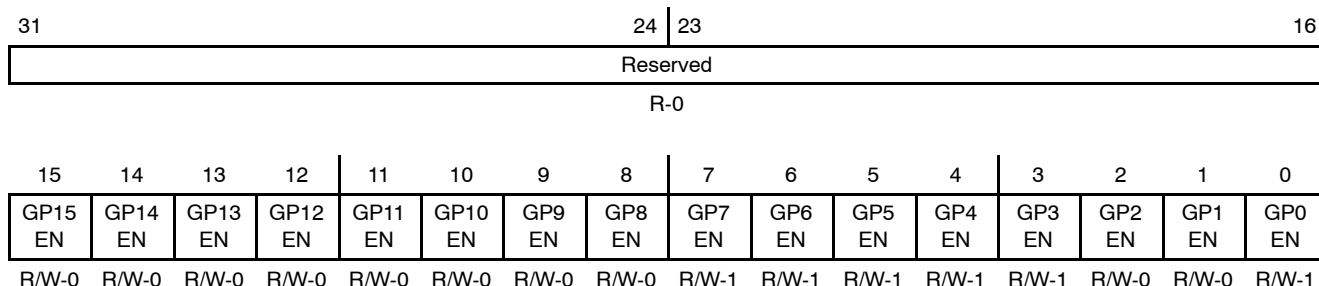 31 24 23 16
Reserved
R-0
15 14 13 12 11 10 9 8 7 6 5 4 3 2 1 0
GP15 GP14 GP13 GP12 GP11 GP10 GP9 GP8 GP7 GP6 GP5 GP4 GP3 GP2 GP1 GP0
EN EN EN EN EN EN EN EN EN EN EN EN EN EN EN EN
R/W-0 R/W-0 R/W-0 R/W-0 R/W-0 R/W-0 R/W-0 R/W-0 R/W-1 R/W-1 R/W-1 R/W-1 R/W-1 R/W-0 R/W-0 R/W-1